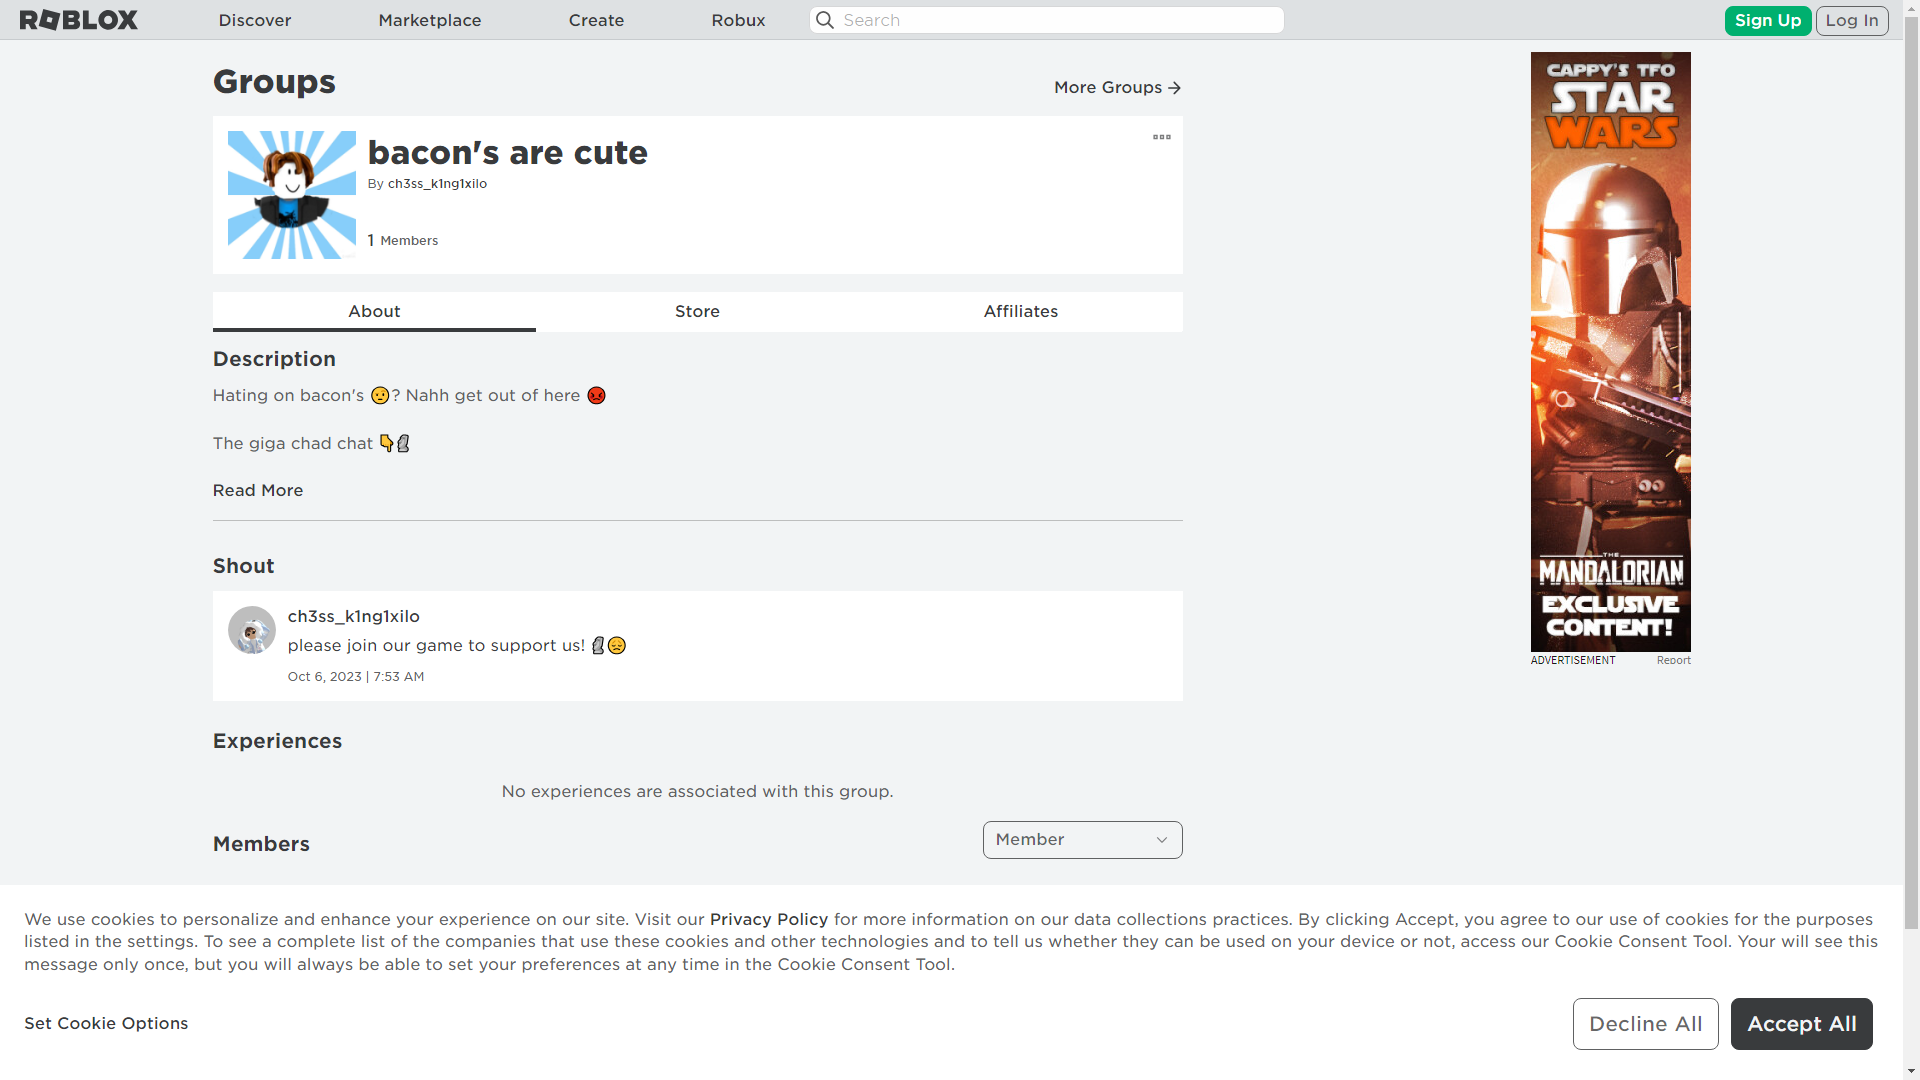 ROBLOX
Discover
Marketplace
Create
Robux
Search
Sign Up
Log In
Groups
More Groups
bacon's are cute
By ch3ss_k1ng1xilo
1 Members
About
Store
Affiliates
Description
Hating on bacon's 🫡? Nahh get out of here 😡
The giga chad chat 👇🗿
Read More
Shout
ch3ss_k1ng1xilo
please join our game to support us! 🗿😔
Oct 6, 2023 | 7:53 AM
Experiences
No experiences are associated with this group.
Members
Member
CAPPY'S TFO
STAR
WARS
THE
MANDALORIAN
EXCLUSIVE
CONTENT!
ADVERTISEMENT
Report
We use cookies to personalize and enhance your experience on our site. Visit our Privacy Policy for more information on our data collections practices. By clicking Accept, you agree to our use of cookies for the purposes
listed in the settings. To see a complete list of the companies that use these cookies and other technologies and to tell us whether they can be used on your device or not, access our Cookie Consent Tool. Your will see this
message only once, but you will always be able to set your preferences at any time in the Cookie Consent Tool.
Set Cookie Options
Decline All
Accept All